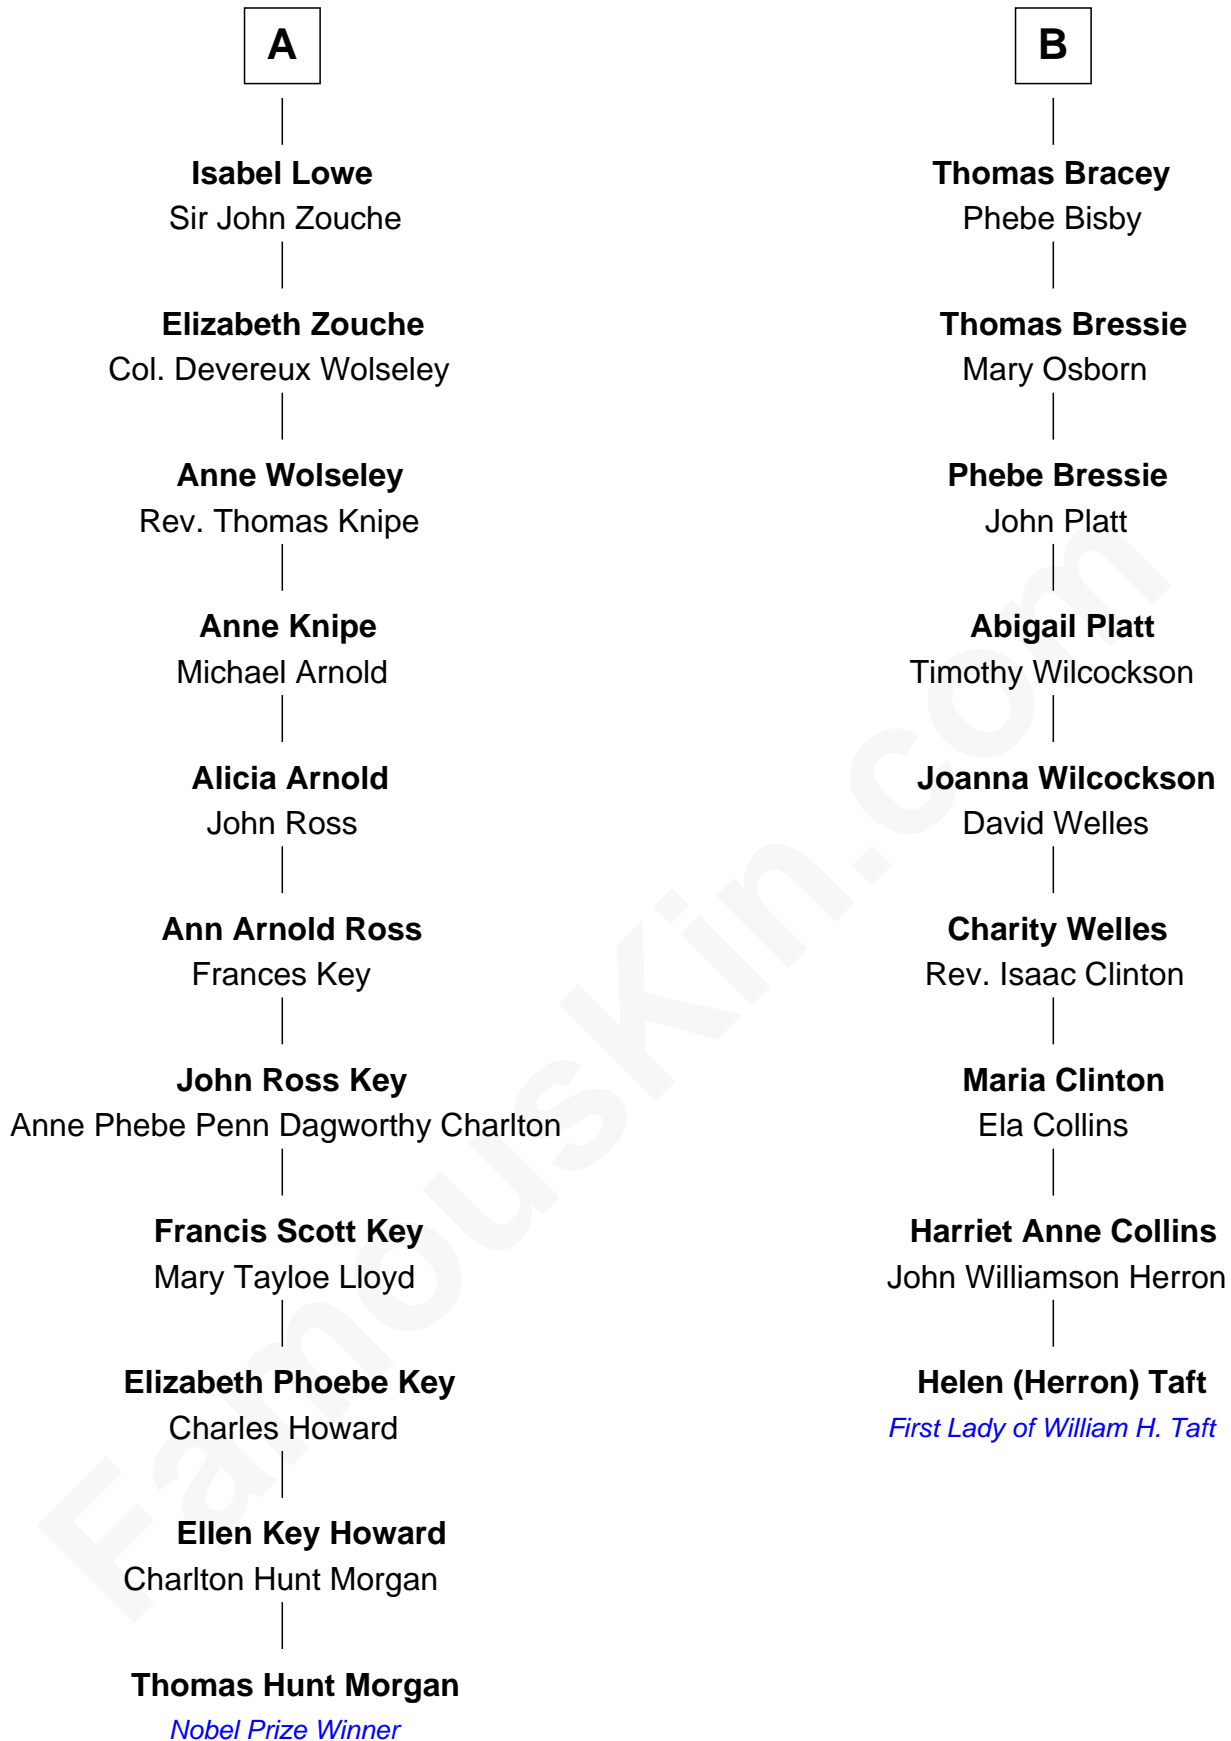 A
Isabel Lowe
Sir John Zouche
Elizabeth Zouche
Col. Devereux Wolseley
Anne Wolseley
Rev. Thomas Knipe
Anne Knipe
Michael Arnold
Alicia Arnold
John Ross
Ann Arnold Ross
Frances Key
John Ross Key
Anne Phebe Penn Dagworthy Charlton
Francis Scott Key
Mary Tayloe Lloyd
Elizabeth Phoebe Key
Charles Howard
Ellen Key Howard
Charlton Hunt Morgan
Thomas Hunt Morgan
Nobel Prize Winner
B
Thomas Bracey
Phebe Bisby
Thomas Bressie
Mary Osborn
Phebe Bressie
John Platt
Abigail Platt
Timothy Wilcockson
Joanna Wilcockson
David Welles
Charity Welles
Rev. Isaac Clinton
Maria Clinton
Ela Collins
Harriet Anne Collins
John Williamson Herron
Helen (Herron) Taft
First Lady of William H. Taft
FamousKin.com